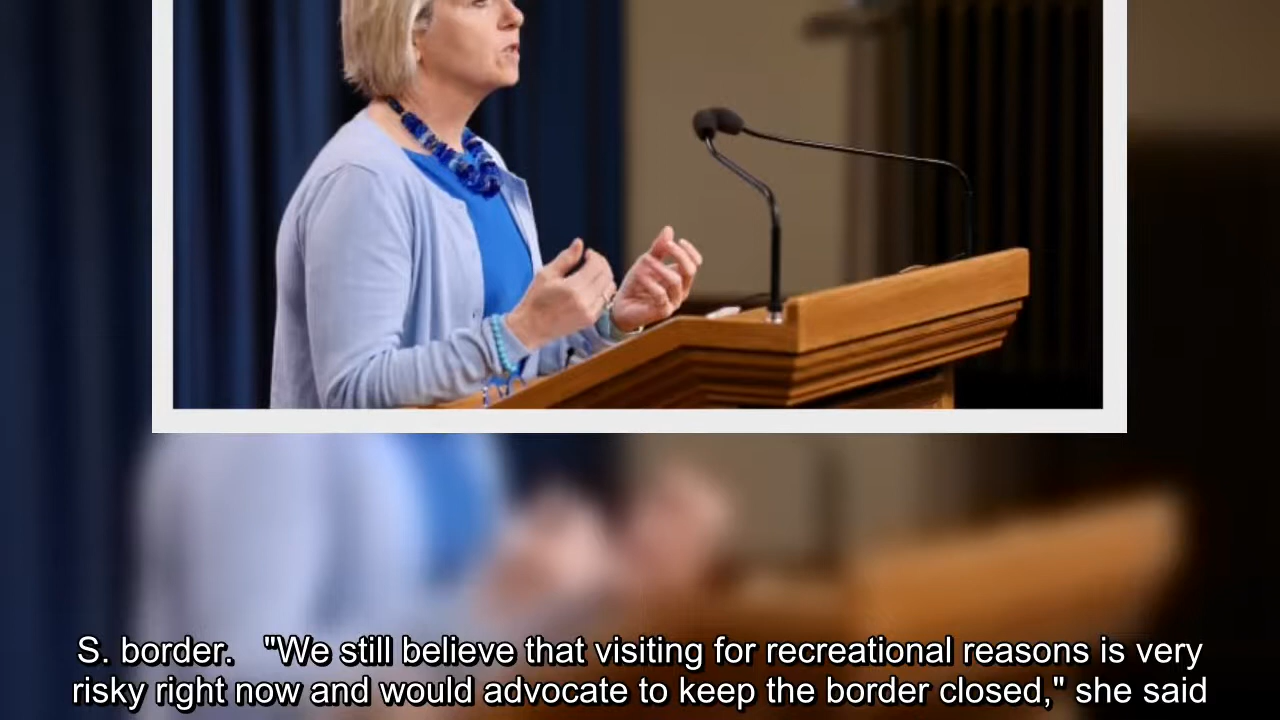 S. border. "We still believe that visiting for recreational reasons is very
risky right now and would advocate to keep the border closed," she said